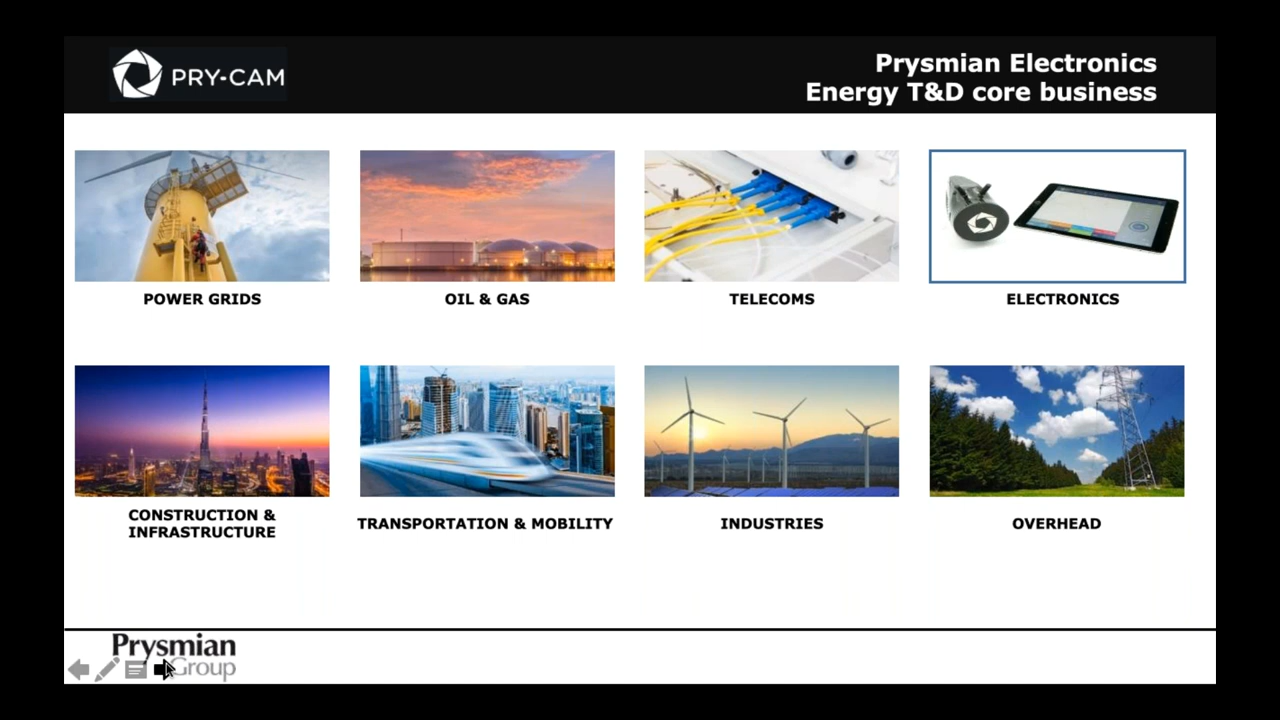 PRY-CAM
Prysmian Electronics
Energy T&D core business
POWER GRIDS
OIL & GAS
TELECOMS
ELECTRONICS
CONSTRUCTION &
INFRASTRUCTURE
TRANSPORTATION & MOBILITY
INDUSTRIES
OVERHEAD
Prysmian
Group